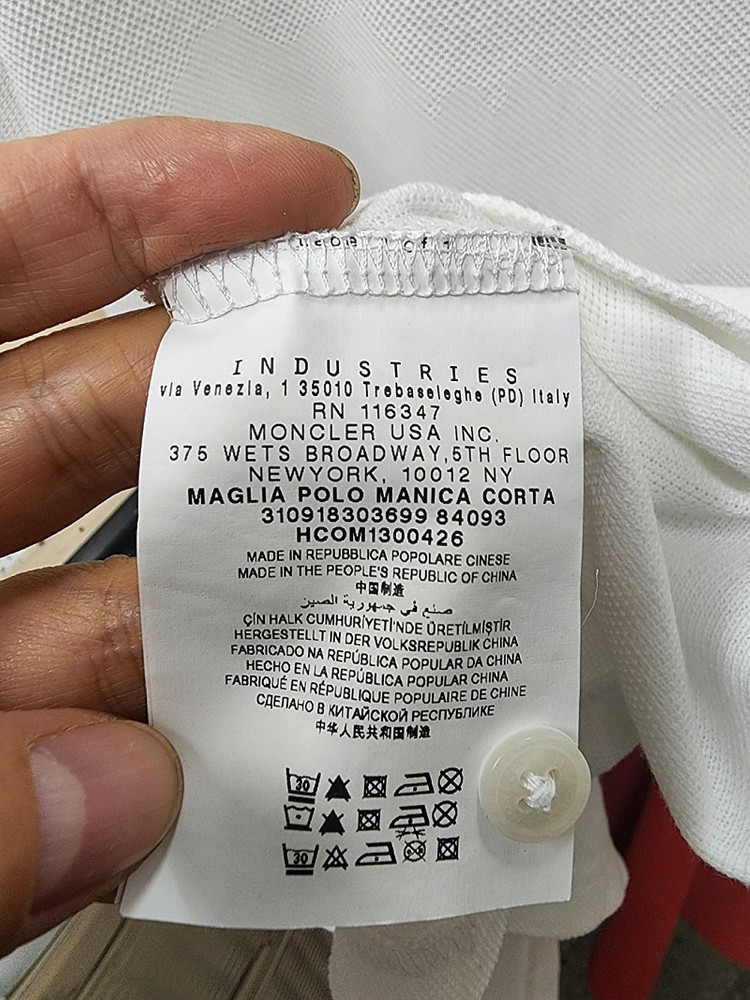 INDUSTRIES
via Venezia, 1 35010 Trebaseleghe (PD) Italy
RN 116347
MONCLER USA INC.
375 WETS BROADWAY,5TH FLOOR
NEWYORK, 10012 NY
MAGLIA POLO MANICA CORTA
310918303699 84093
HCOM1300426
MADE IN REPUBBLICA POPOLARE CINESE
MADE IN THE PEOPLE'S REPUBLIC OF CHINA
中国制造
صنع في جمهورية الصين
ÇİN HALK CUMHURİYETİ'NDE ÜRETİLMİŞTİR
HERGESTELLT IN DER VOLKSREPUBLIK CHINA
FABRICADO NA REPÚBLICA POPULAR DA CHINA
HECHO EN LA REPÚBLICA POPULAR CHINA
FABRIQUÉ EN RÉPUBLIQUE POPULAIRE DE CHINE
СДЕЛАНО В КИТАЙСКОЙ РЕСПУБЛИКЕ
中华人民共和国制造
30
30